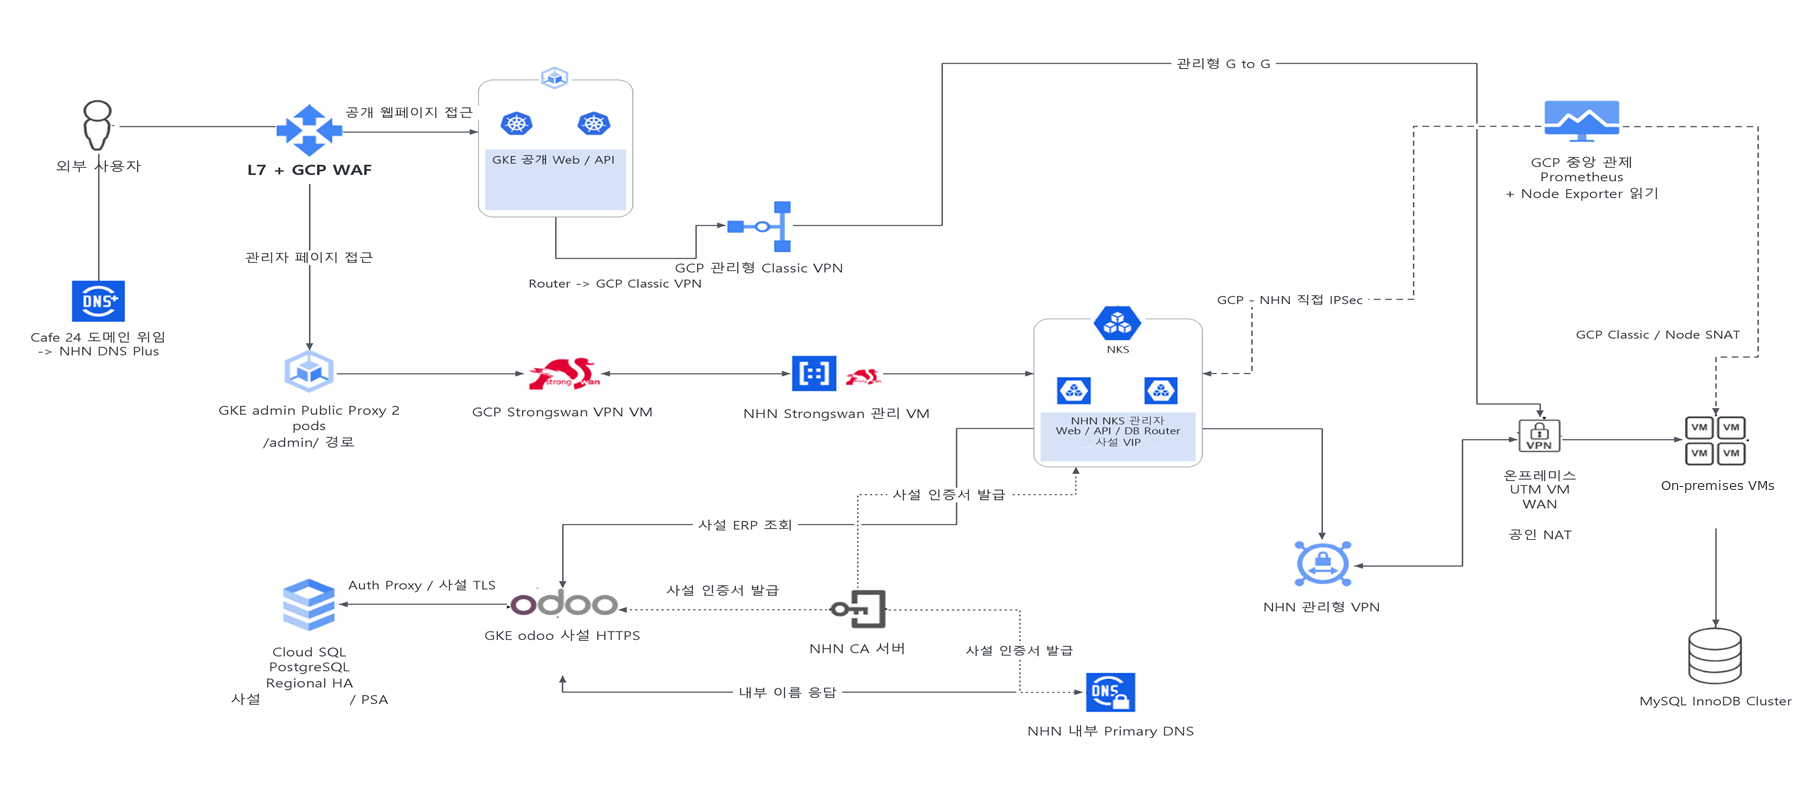 관리형 G to G
공개 웹페이지 접근
외부 사용자
L7 + GCP WAF
GKE 공개 Web / API
GCP 중앙 관제
Prometheus
+ Node Exporter 읽기
관리자 페이지 접근
GCP 관리형 Classic VPN
Router -> GCP Classic VPN
DNS+
Cafe 24 도메인 위임
-> NHN DNS Plus
GCP - NHN 직접 IPSec
GCP Classic / Node SNAT
NKS
strongswan
GKE admin Public Proxy 2
pods
/admin/ 경로
GCP Strongswan VPN VM
NHN Strongswan 관리 VM
NHN NKS 관리자
Web / API / DB Router
사설 VIP
VPN
VM
VM
VM
VM
온프레미스
UTM VM
WAN
공인 NAT
On-premises VMs
사설 인증서 발급
사설 ERP 조회
Auth Proxy / 사설 TLS
odoo
사설 인증서 발급
GKE odoo 사설 HTTPS
NHN CA 서버
NHN 관리형 VPN
Cloud SQL
PostgreSQL
Regional HA
사설 / PSA
사설 인증서 발급
내부 이름 응답
DNS
NHN 내부 Primary DNS
MySQL InnoDB Cluster